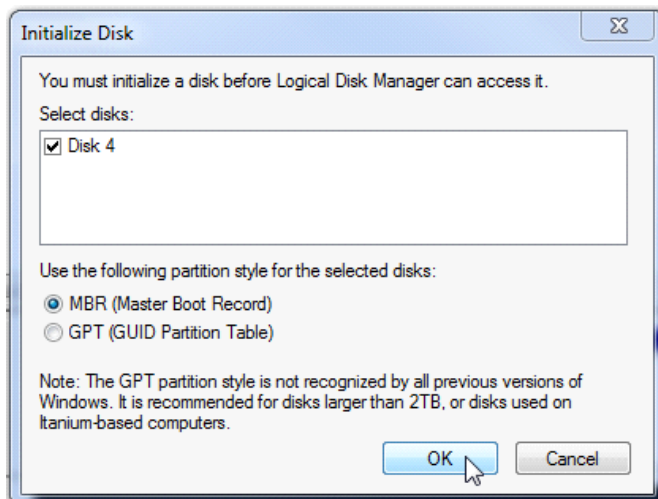 Initialize Disk
You must initialize a disk before Logical Disk Manager can access it.
Select disks:
Disk 4
Use the following partition style for the selected disks:
MBR (Master Boot Record)
GPT (GUID Partition Table)
Note: The GPT partition style is not recognized by all previous versions of
Windows. It is recommended for disks larger than 2TB, or disks used on
Itanium-based computers.
OK Cancel